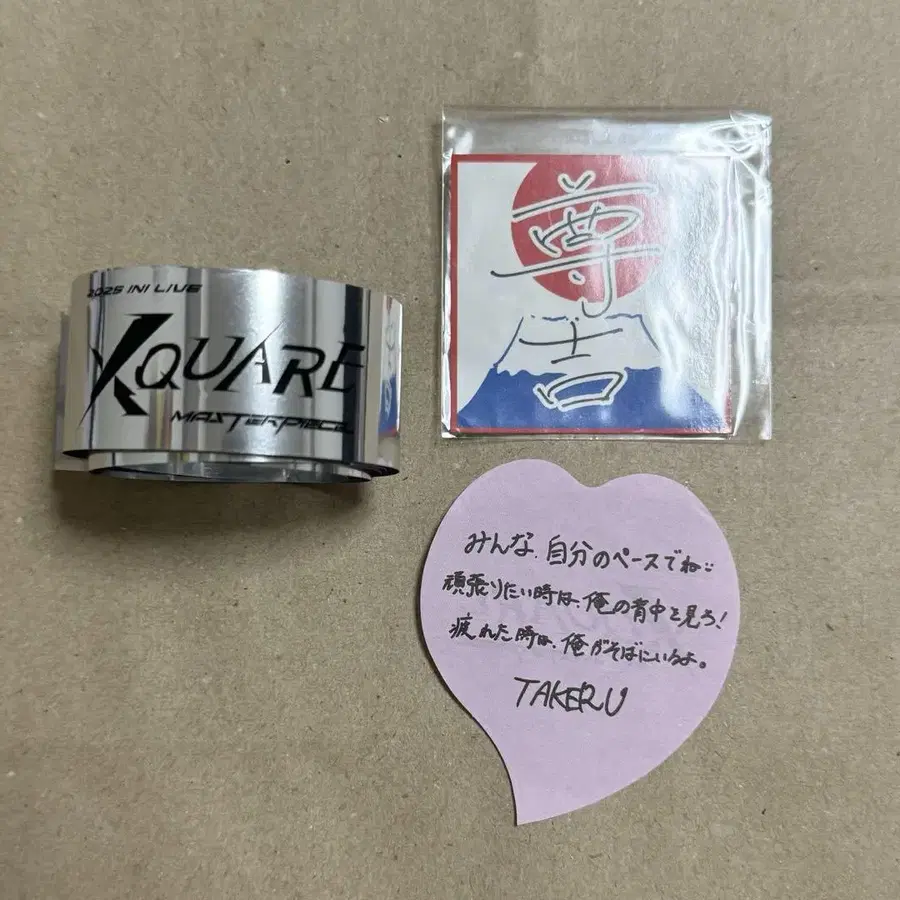 2025 INI LIVE
XQUARE
MASTERPIECE
尊
吉
みんな、自分のペースでね
頑張りたい時は、俺の背中を見ろ!
疲れた時は、俺がそばにいるよ。
TAKERU